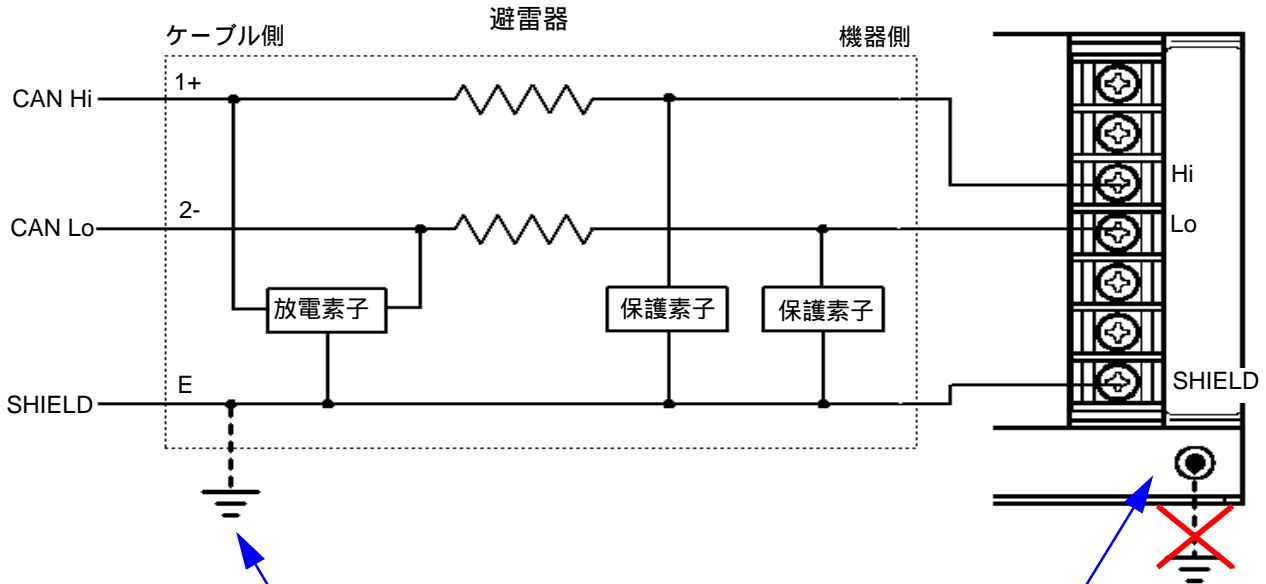 避雷器
ケーブル側
機器側
CAN Hi
1+
Hi
CAN Lo
2-
Lo
放電素子
保護素子
保護素子
SHIELD
E
SHIELD